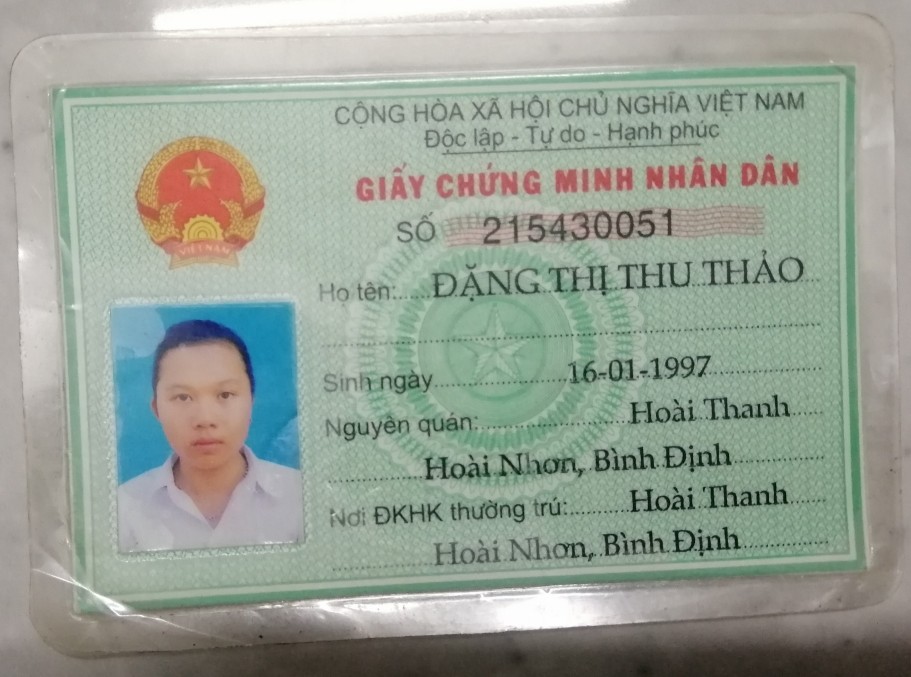 CỘNG HÒA XÃ HỘI CHỦ NGHĨA VIỆT NAM
Độc lập - Tự do - Hạnh phúc
GIẤY CHỨNG MINH NHÂN DÂN
SỐ 215430051
VIỆT NAM
Họ tên: ĐẶNG THỊ THU THẢO
Sinh ngày 16-01-1997
Nguyên quán: Hoài Thanh
Hoài Nhơn, Bình Định
Nơi ĐKHK thường trú: Hoài Thanh
Hoài Nhơn, Bình Định